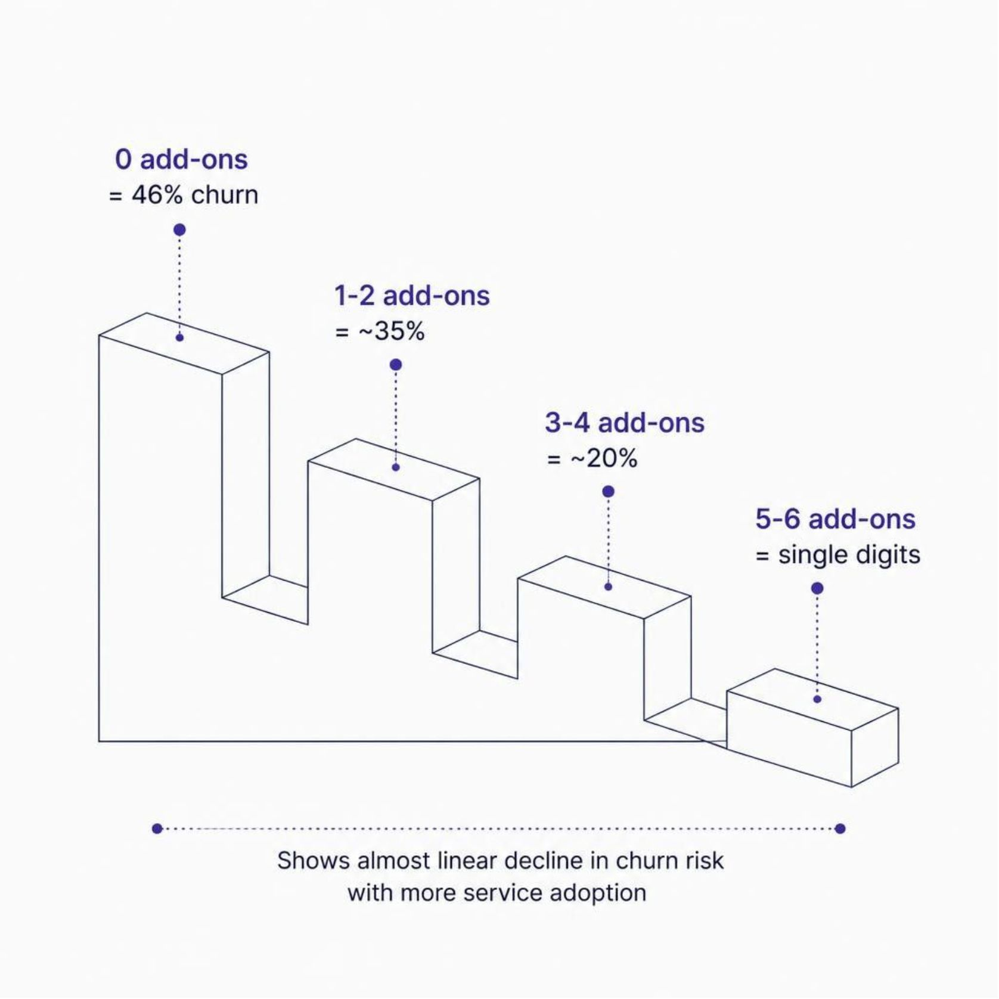 0 add-ons
= 46% churn
1-2 add-ons
= ~35%
3-4 add-ons
= ~20%
5-6 add-ons
= single digits
Shows almost linear decline in churn risk
with more service adoption